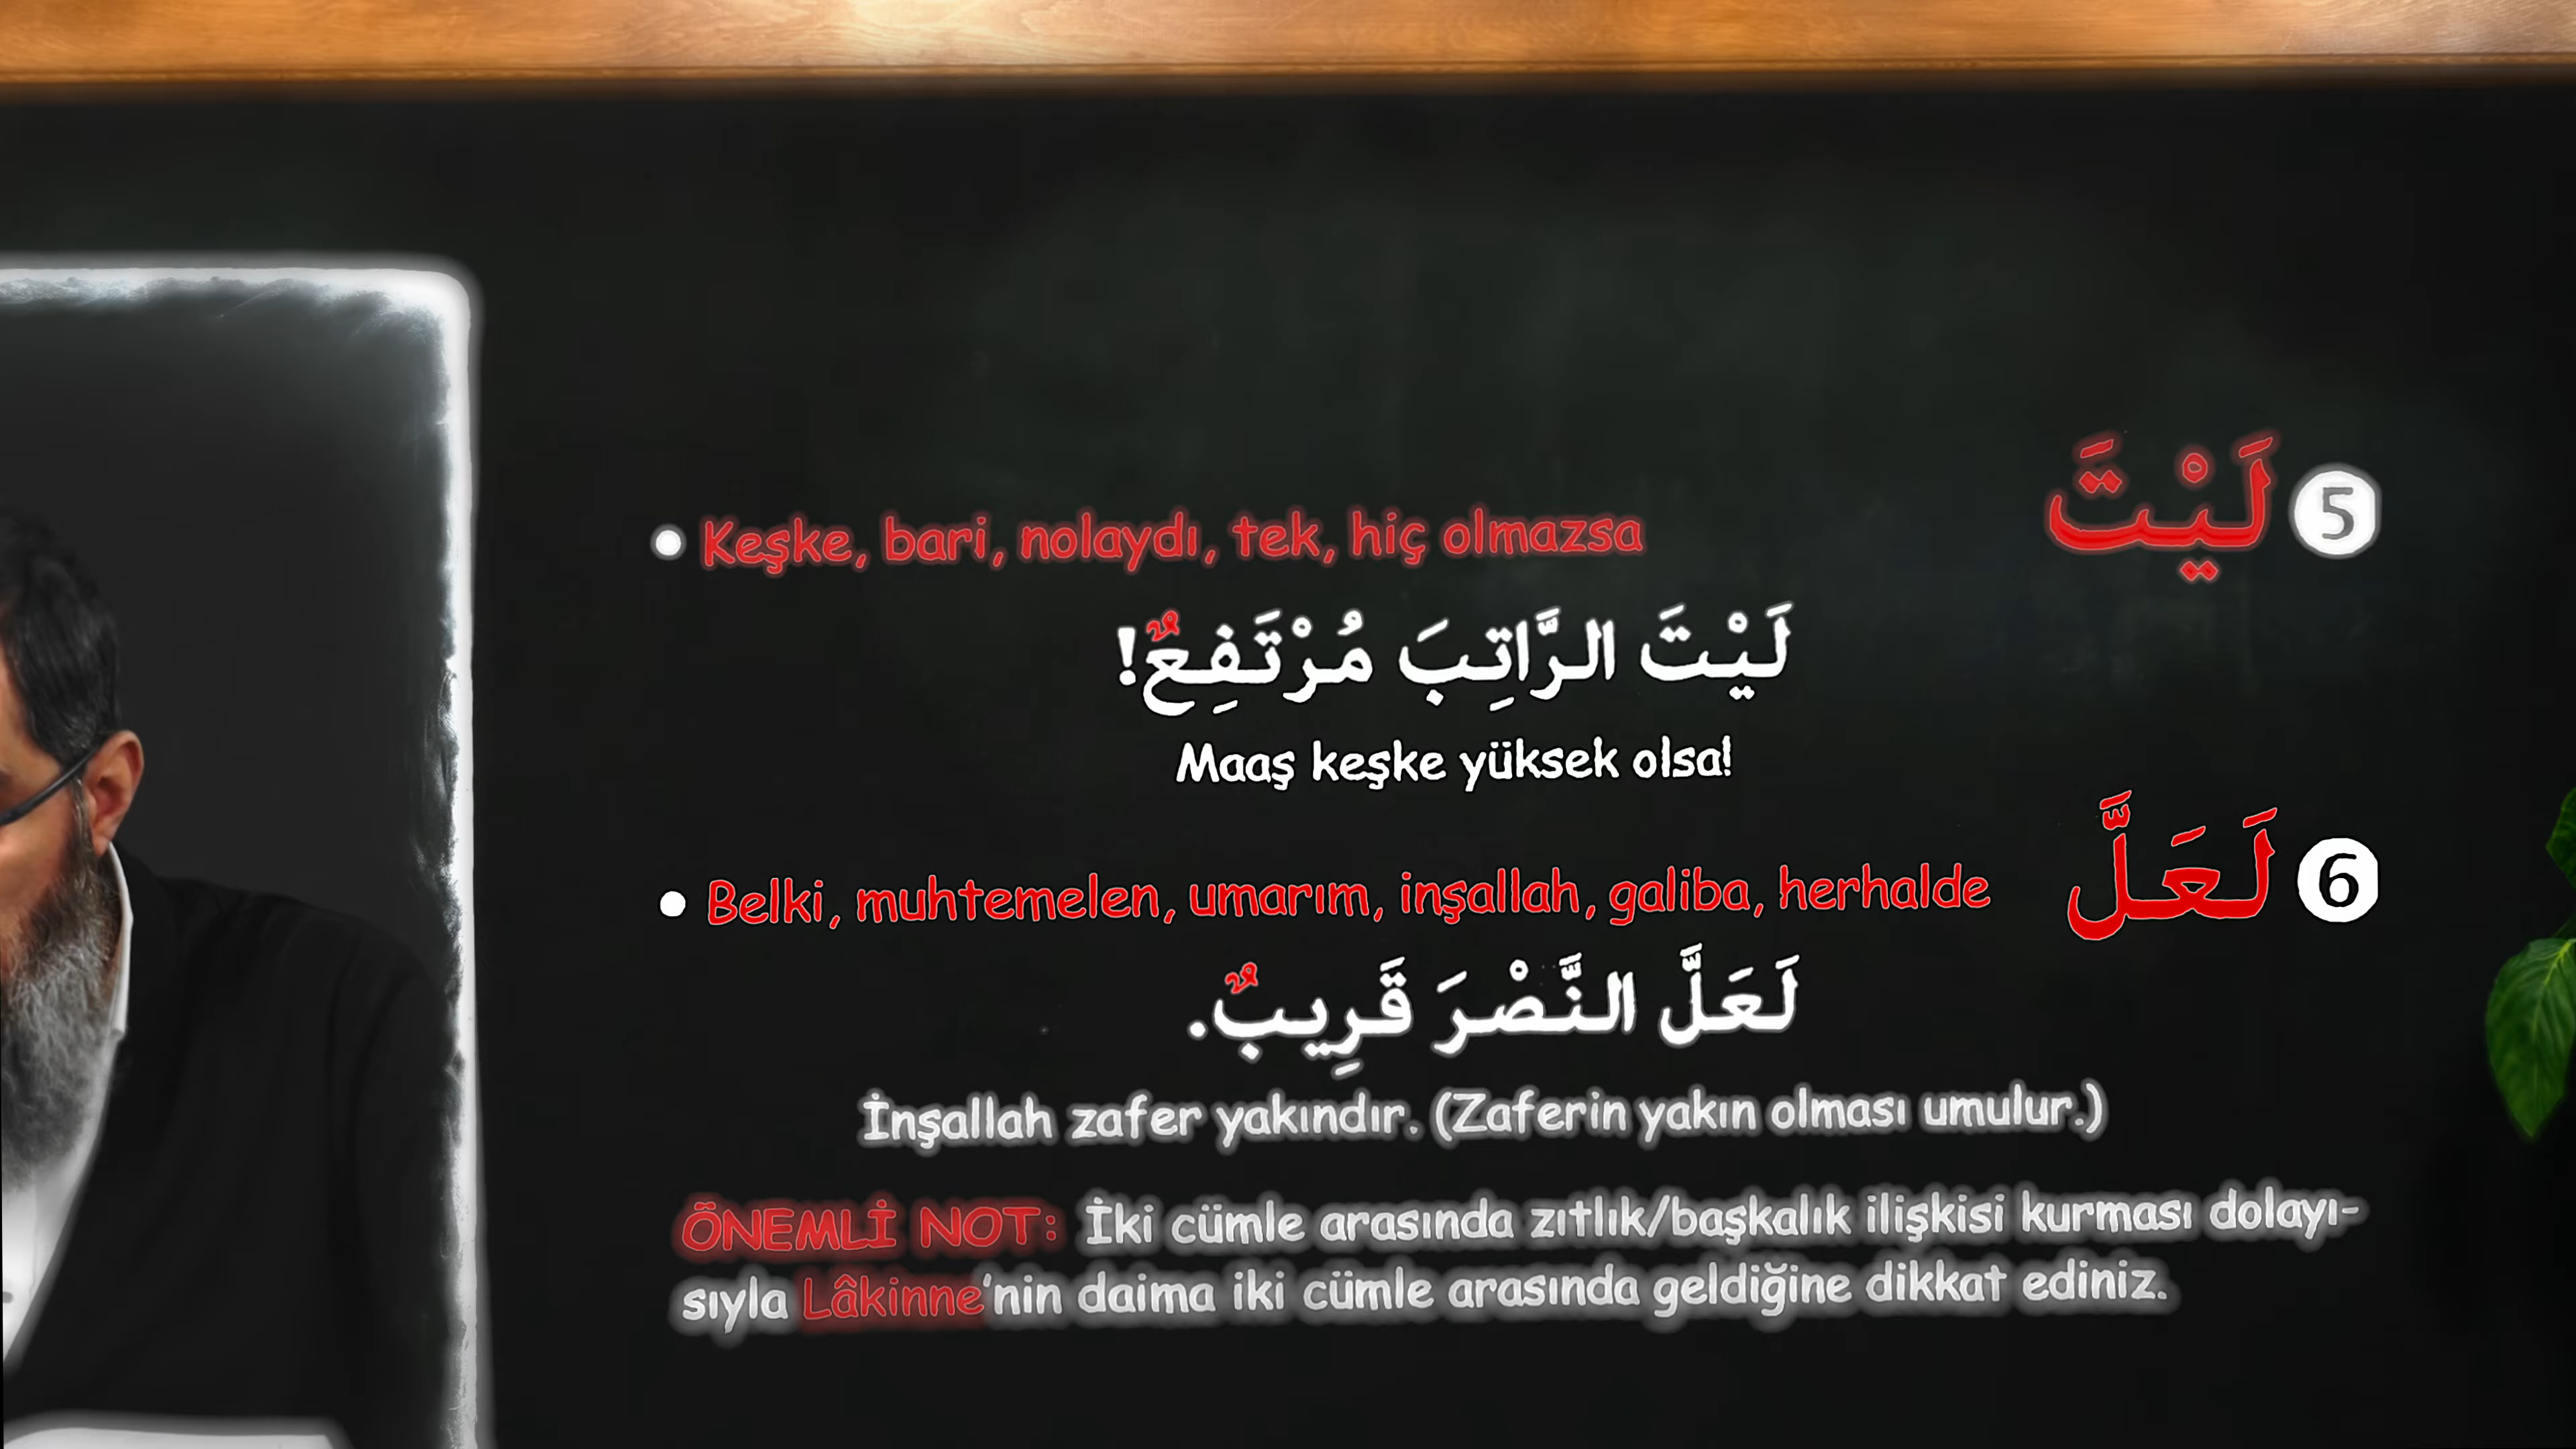 ❺ لَيْتَ
• Keşke, bari, nolaydı, tek, hiç olmazsa
لَيْتَ الرَّاتِبَ مُرْتَفِعٌ!
Maaş keşke yüksek olsa!
❻ لَعَلَّ
• Belki, muhtemelen, umarım, inşallah, galiba, herhalde
لَعَلَّ النَّصْرَ قَرِيبٌ.
İnşallah zafer yakındır. (Zaferin yakın olması umulur.)
ÖNEMLİ NOT: İki cümle arasında zıtlık/başkalık ilişkisi kurması dolayı-
sıyla Lâkinne'nin daima iki cümle arasında geldiğine dikkat ediniz.